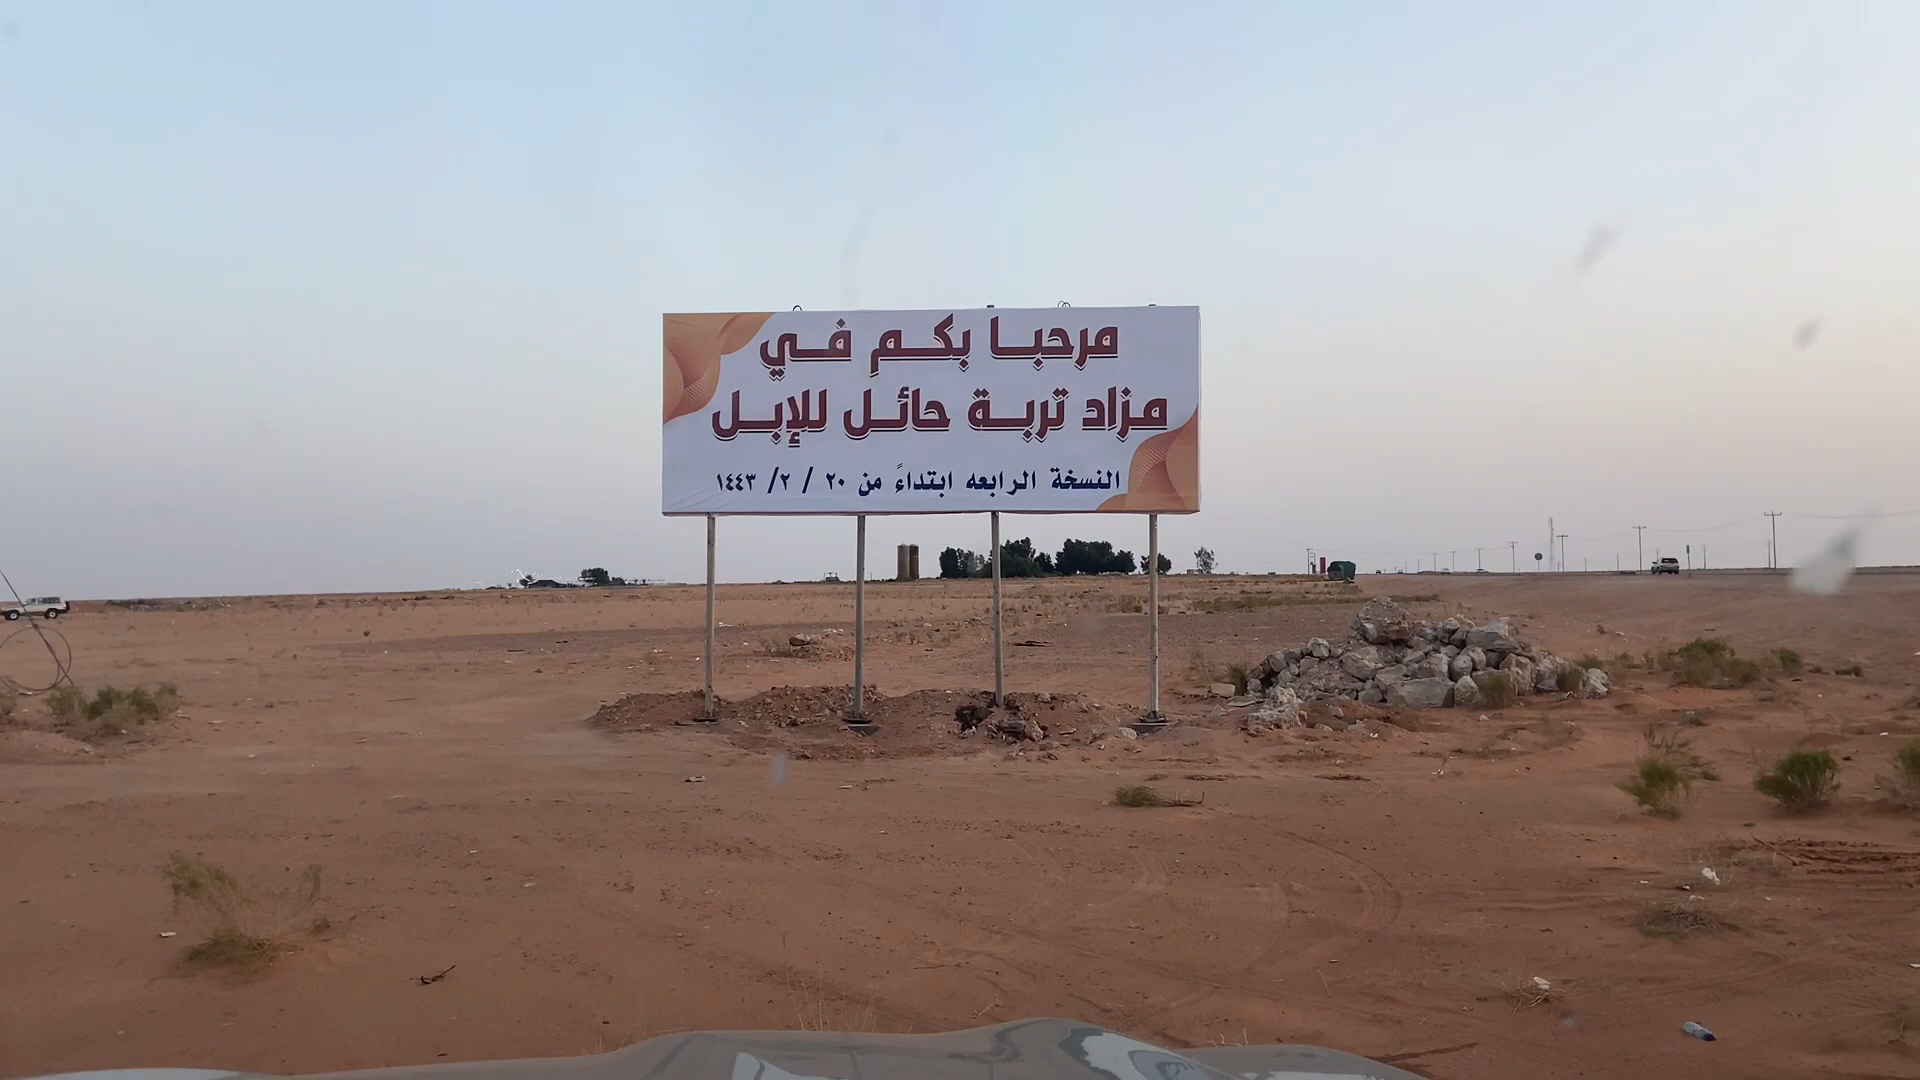 مرحبا بكمِ في
مزاد تربة حائل للإبل
النسخة الرابعه ابتداءً من ٢٠ / ٢/ ١٤٤٣